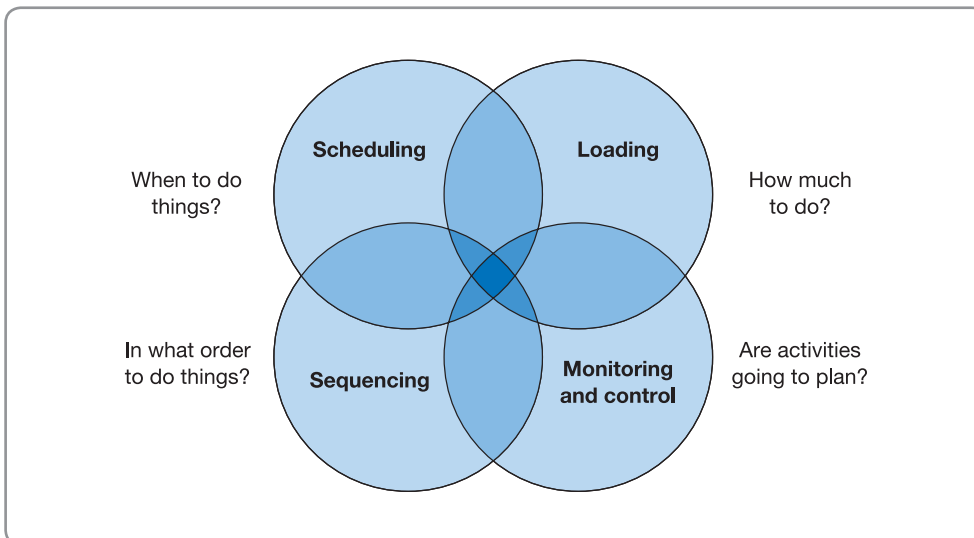 Scheduling
Loading
When to do
things?
How much
to do?
In what order
to do things?
Sequencing
Monitoring
and control
Are activities
going to plan?